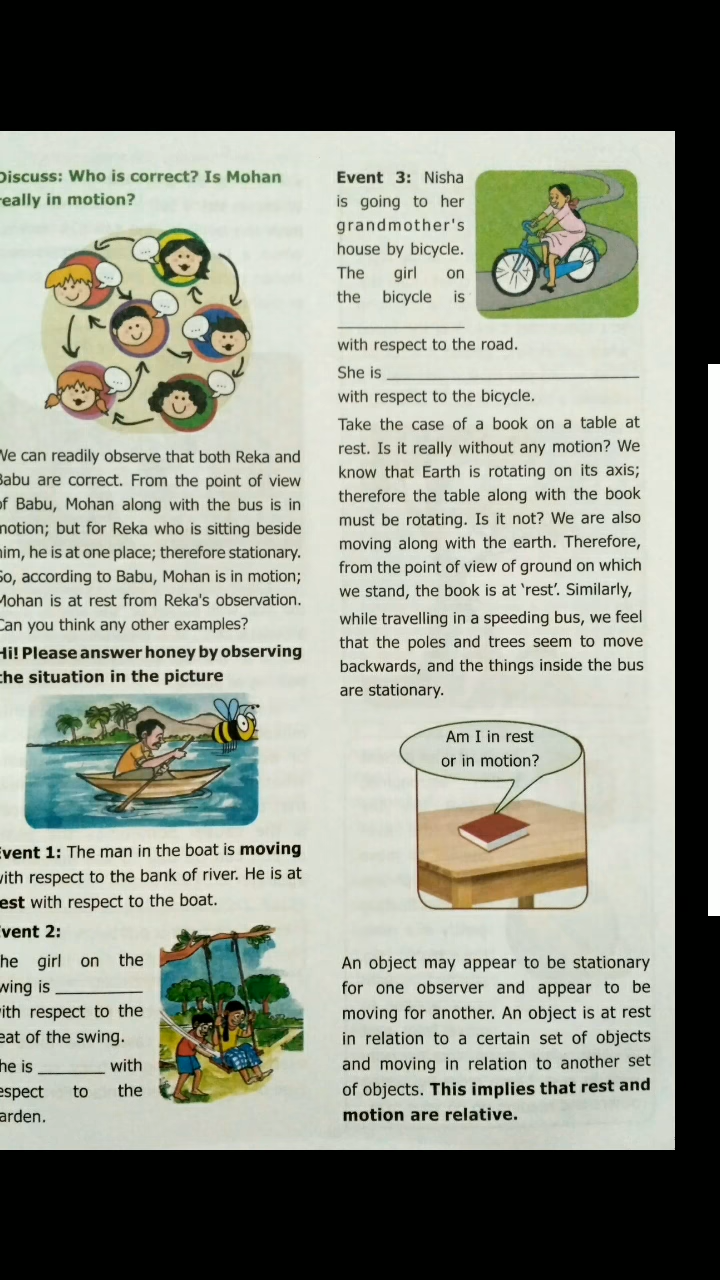 Discuss: Who is correct? Is Mohan
really in motion?
We can readily observe that both Reka and
Babu are correct. From the point of view
of Babu, Mohan along with the bus is in
motion; but for Reka who is sitting beside
him, he is at one place; therefore stationary.
So, according to Babu, Mohan is in motion;
Mohan is at rest from Reka's observation.
Can you think any other examples?
Hi! Please answer honey by observing
the situation in the picture
Event 1: The man in the boat is moving
with respect to the bank of river. He is at
rest with respect to the boat.
Event 2:
The girl on the
swing is ________
with respect to the
seat of the swing.
She is ________ with
respect to the
garden.
Event 3: Nisha
is going to her
grandmother's
house by bicycle.
The girl on
the bicycle is
____________
with respect to the road.
She is ________________________
with respect to the bicycle.
Take the case of a book on a table at
rest. Is it really without any motion? We
know that Earth is rotating on its axis;
therefore the table along with the book
must be rotating. Is it not? We are also
moving along with the earth. Therefore,
from the point of view of ground on which
we stand, the book is at ‘rest’. Similarly,
while travelling in a speeding bus, we feel
that the poles and trees seem to move
backwards, and the things inside the bus
are stationary.
Am I in rest
or in motion?
An object may appear to be stationary
for one observer and appear to be
moving for another. An object is at rest
in relation to a certain set of objects
and moving in relation to another set
of objects. This implies that rest and
motion are relative.